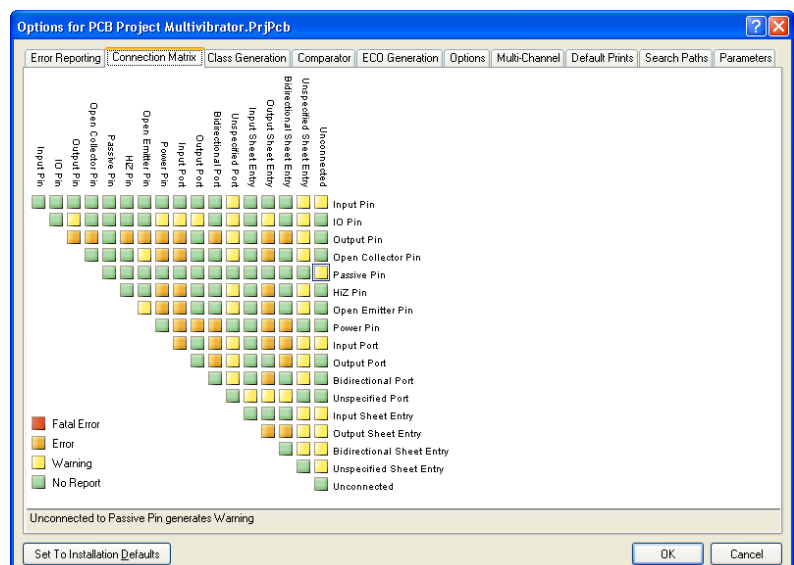 Options for PCB Project Multivibrator.PrjPcb
Error Reporting
Connection Matrix
Class Generation
Comparator
ECO Generation
Options
Multi-Channel
Default Prints
Search Paths
Parameters
Input Pin
IO Pin
Output Pin
Open Collector Pin
Passive Pin
HiZ Pin
Open Emitter Pin
Power Pin
Input Port
Output Port
Bidirectional Port
Unspecified Port
Input Sheet Entry
Output Sheet Entry
Bidirectional Sheet Entry
Unspecified Sheet Entry
Unconnected
Input Pin
IO Pin
Output Pin
Open Collector Pin
Passive Pin
HiZ Pin
Open Emitter Pin
Power Pin
Input Port
Output Port
Bidirectional Port
Unspecified Port
Input Sheet Entry
Output Sheet Entry
Bidirectional Sheet Entry
Unspecified Sheet Entry
Unconnected
Fatal Error
Error
Warning
No Report
Unconnected to Passive Pin generates Warning
Set To Installation Defaults
OK
Cancel